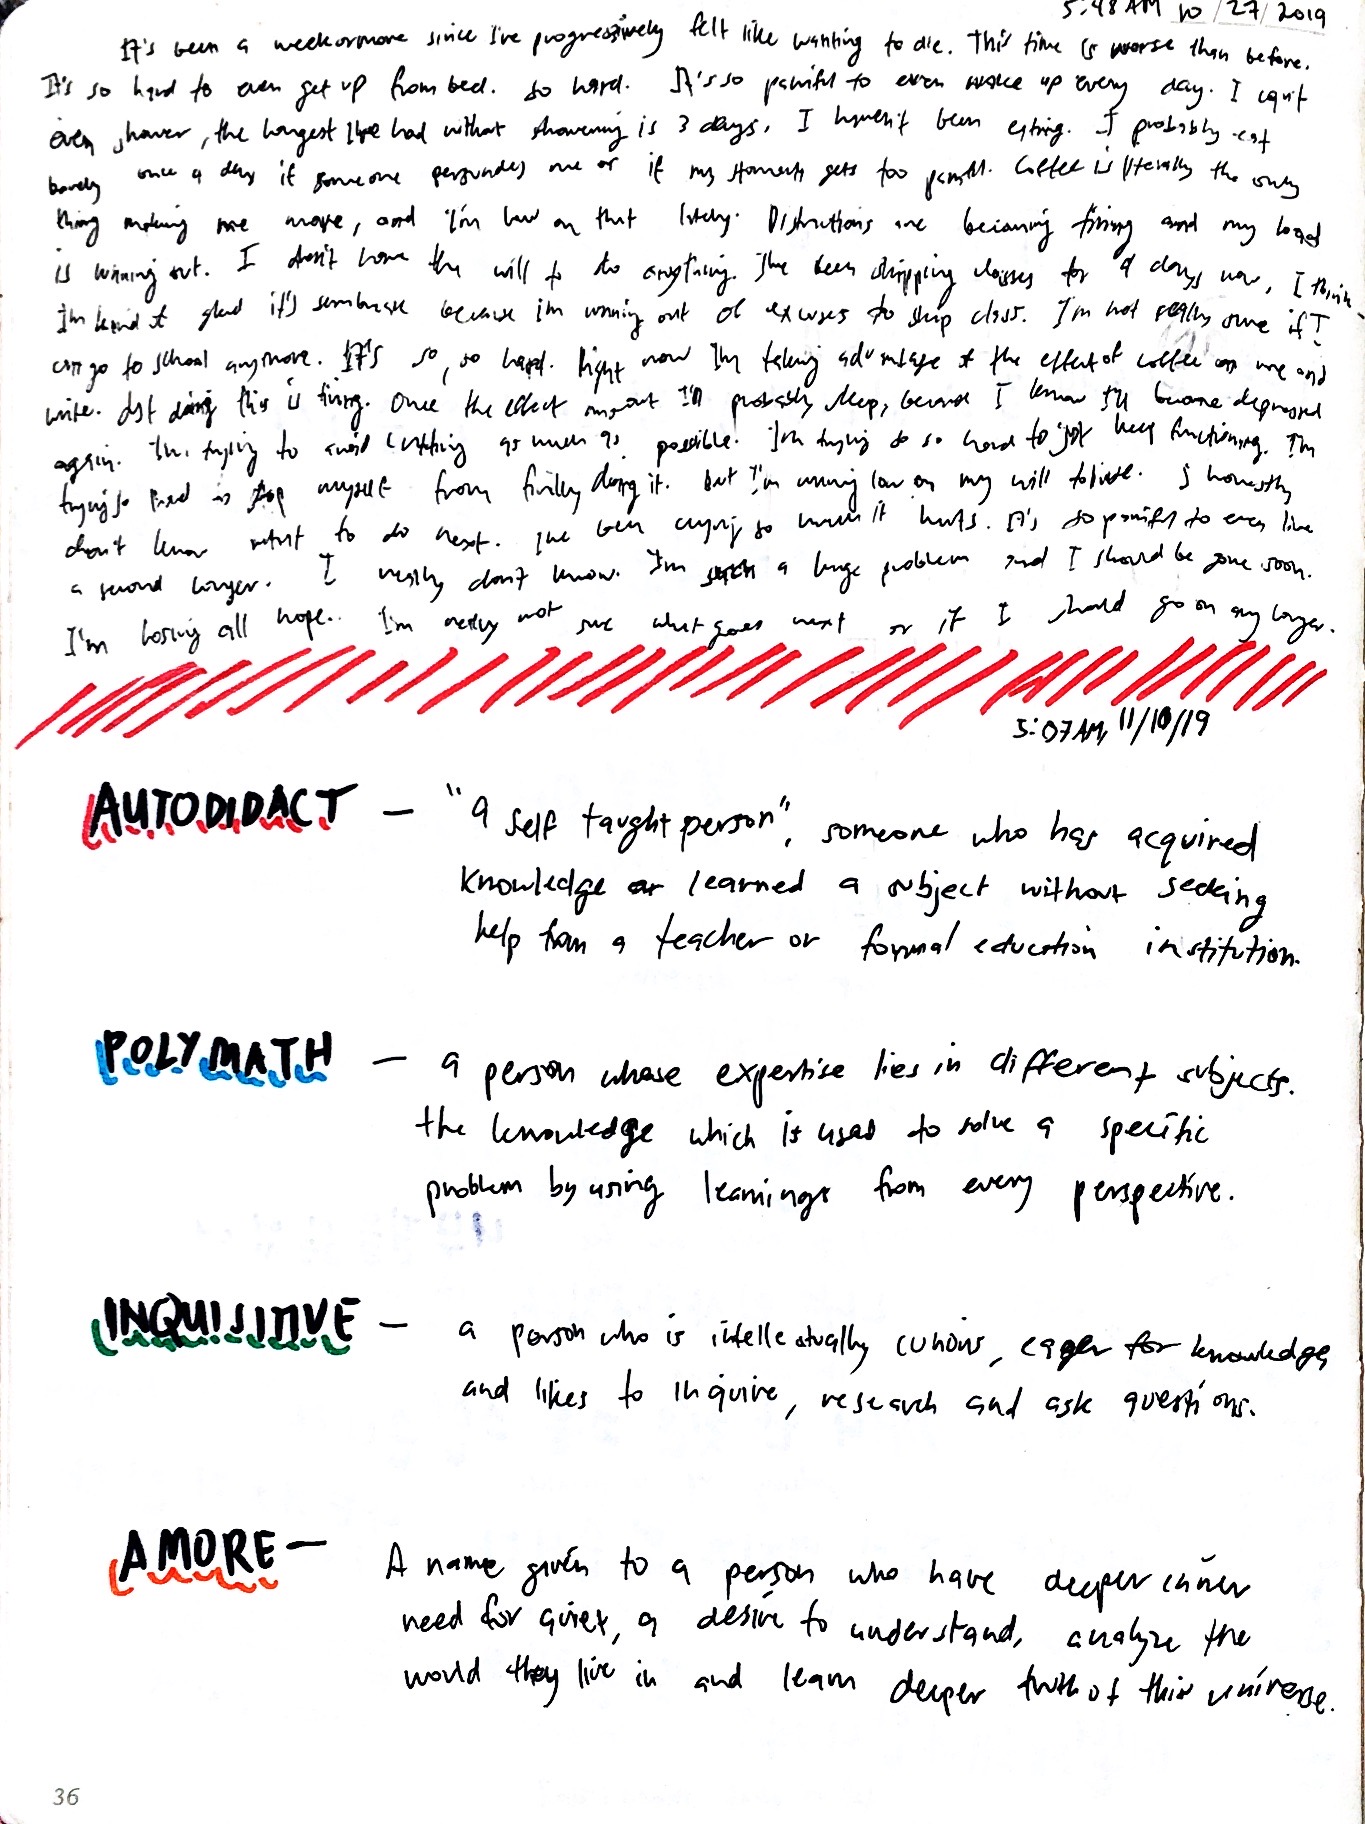 5:48 AM 10/27/2019
It's been a week or more since I've progressively felt like wanting to die. This time is worse than before.
It's so hard to even get up from bed. so hard. It's so painful to even wake up every day. I can't
even shower, the longest I've had without showering is 3 days. I haven't been eating. I probably eat
barely once a day if someone persuades me or if my stomach gets too painful. Coffee is literally the only
thing making me move, and I'm low on that lately. Distractions are becoming tiring and my head
is winning out. I don't have the will to do anything. I've been skipping classes for 4 days now, I think
I'm kind of glad it's sembreak because im running out of excuses to skip class. I'm not really sure if I
can go to school anymore. It's so, so hard. Right now I'm taking advantage of the effect of coffee on me and
write. Just doing this is tiring. Once the effect runs out I'll probably sleep, because I know I'll become depressed
again. I'm trying to avoid cutting as much as possible. I'm trying so so hard to just keep functioning. I'm
trying so hard to stop myself from finally doing it. But I'm running low on my will to live. I honestly
don't know what to do next. I've been crying so much it hurts. It's so painful to even live
a second longer. I really don't know. I'm such a huge problem and I should be gone soon.
I'm losing all hope.. I'm really not sure what goes next or if I should go on any longer.
5:07AM, 11/10/19
AUTODIDACT — "a self taught person", someone who has acquired
knowledge or learned a subject without seeking
help from a teacher or formal education institution.
POLYMATH — a person whose expertise lies in different subjects.
the knowledge which is used to solve a specific
problem by using learnings from every perspective.
INQUISITIVE — a person who is intellectually curious, eager for knowledge
and likes to inquire, research and ask questions.
AMORE — A name given to a person who have deeper inner
need for quiet, a desire to understand, analyze the
world they live in and learn deeper truth of this universe.
36